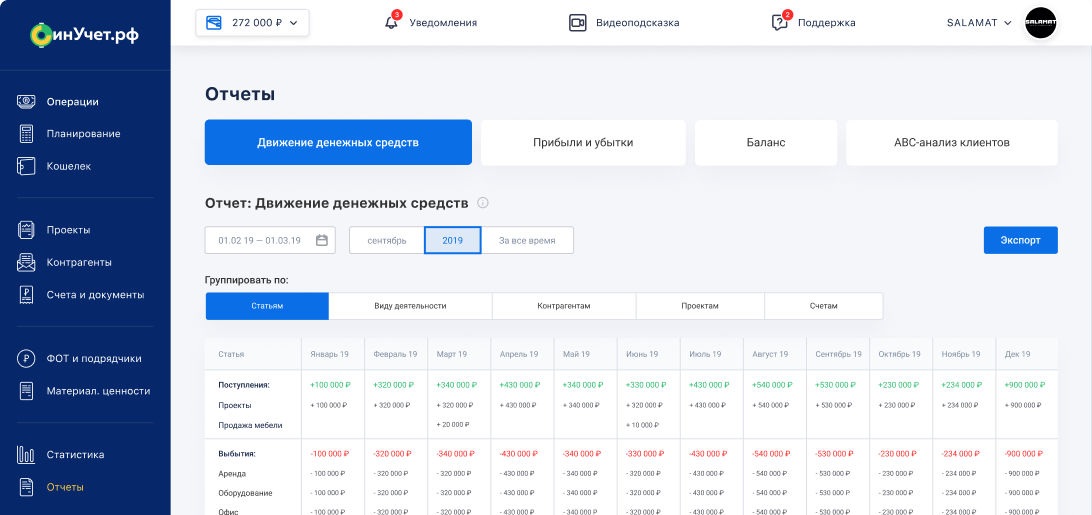 ФинУчет.рф
272 000 ₽
3
Уведомления
Видеоподсказка
2
Поддержка
SALAMAT
SALAMAT
Операции
Планирование
Кошелек
Проекты
Контрагенты
Счета и документы
ФОТ и подрядчики
Материал. ценности
Статистика
Отчеты
Отчеты
Движение денежных средств
Прибыли и убытки
Баланс
ABC-анализ клиентов
Отчет: Движение денежных средств
01.02 19 — 01.03.19
сентябрь
2019
За все время
Экспорт
Группировать по:
Статьям
Виду деятельности
Контрагентам
Проектам
Счетам
Статья Январь 19 Февраль 19 Март 19 Апрель 19 Май 19 Июнь 19 Июль 19 Август 19 Сентябрь 19 Октябрь 19 Ноябрь 19 Дек 19
Поступления: +100 000 ₽ +320 000 ₽ +340 000 ₽ +430 000 ₽ +340 000 ₽ +330 000 ₽ +430 000 ₽ +540 000 ₽ +530 000 ₽ +230 000 ₽ +234 000 ₽ +900 000 ₽
Проекты + 100 000 ₽ + 320 000 ₽ + 320 000 ₽ + 430 000 ₽ + 340 000 ₽ + 320 000 ₽ + 430 000 ₽ + 540 000 ₽ + 530 000 ₽ + 230 000 ₽ + 234 000 ₽ + 900 000 ₽
Продажа мебели + 20 000 ₽ + 10 000 ₽
Выбытия: -100 000 ₽ -320 000 ₽ -340 000 ₽ -430 000 ₽ -340 000 ₽ -330 000 ₽ -430 000 ₽ -540 000 ₽ -530 000 ₽ -230 000 ₽ -234 000 ₽ -900 000 ₽
Аренда - 100 000 ₽ - 320 000 ₽ - 320 000 ₽ - 430 000 ₽ - 340 000 ₽ - 320 000 ₽ - 430 000 ₽ - 540 000 ₽ - 530 000 ₽ - 230 000 ₽ - 234 000 ₽ - 900 000 ₽
Оборудование - 100 000 ₽ - 320 000 ₽ - 320 000 ₽ - 430 000 ₽ - 340 000 ₽ - 320 000 ₽ - 430 000 ₽ - 540 000 ₽ - 530 000 ₽ - 230 000 ₽ - 234 000 ₽ - 900 000 ₽
Офис - 100 000 ₽ - 320 000 ₽ - 320 000 ₽ - 430 000 ₽ - 340 000 ₽ - 320 000 ₽ - 430 000 ₽ - 540 000 ₽ - 530 000 ₽ - 230 000 ₽ - 234 000 ₽ - 900 000 ₽